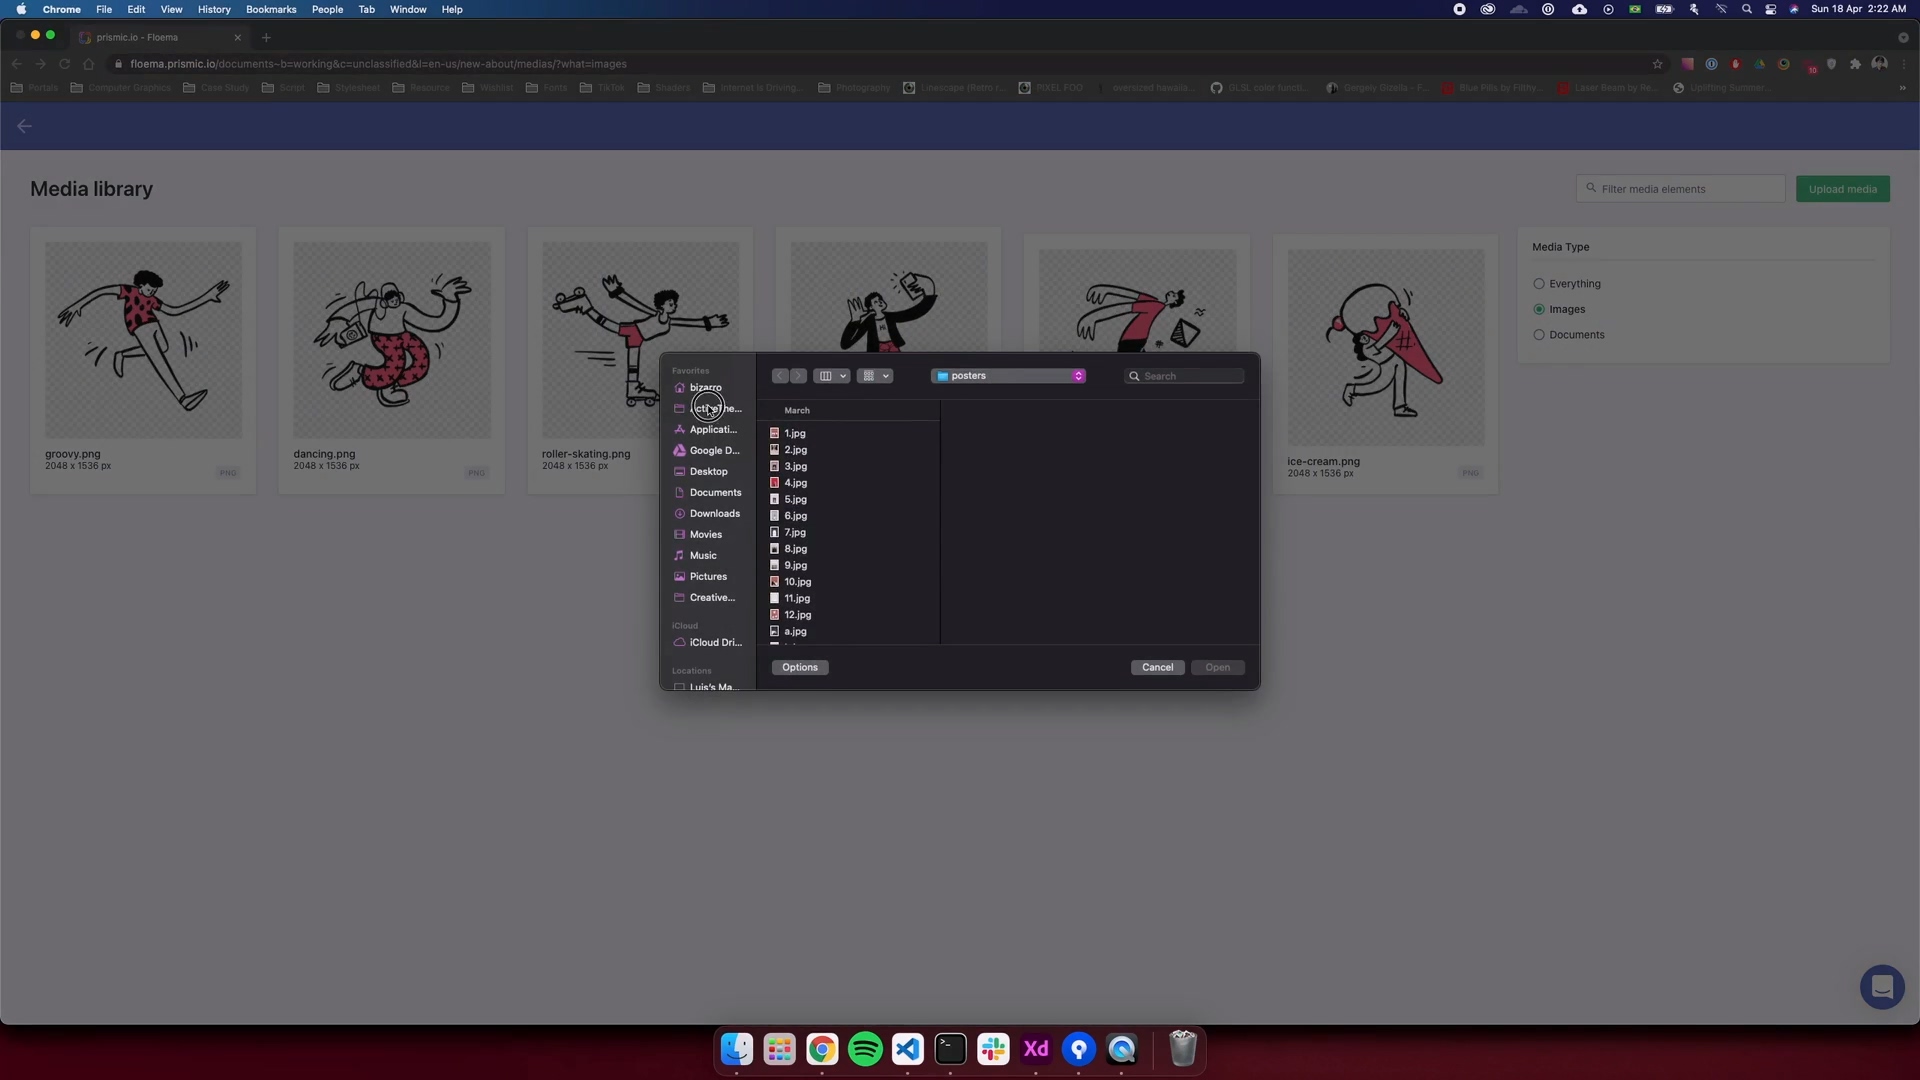 Chrome File Edit View History Bookmarks People Tab Window Help
Sun 18 Apr 2:22 AM
prismic.io - Floema
floema.prismic.io/documents~b=working&c=unclassified&l=en-us/new-about/medias/?what=images
10
Portals Computer Graphics Case Study Script Stylesheet Resource Wishlist Fonts TikTok Shaders Internet is Driving... Photography Linescape (Retro r... PIXEL FOO oversized hawaiia... GLSL color functi... Gergely Gizella - F... Blue Pills by Filthy... Laser Beam by Re... Uplifting Summer...
Media library
Filter media elements
Upload media
Media Type
Everything
Images
Documents
groovy.png
2048 x 1536 px
PNG
dancing.png
2048 x 1536 px
PNG
roller-skating.png
2048 x 1536 px
ice-cream.png
2048 x 1536 px
PNG
Favorites
bizarro
Applicati...
Google D...
Desktop
Documents
Downloads
Movies
Music
Pictures
Creative...
iCloud
iCloud Dri...
Locations
Luis's Ma...
posters
Search
March
1.jpg
2.jpg
3.jpg
4.jpg
5.jpg
6.jpg
7.jpg
8.jpg
9.jpg
10.jpg
11.jpg
12.jpg
a.jpg
Options
Cancel
Open
Xd